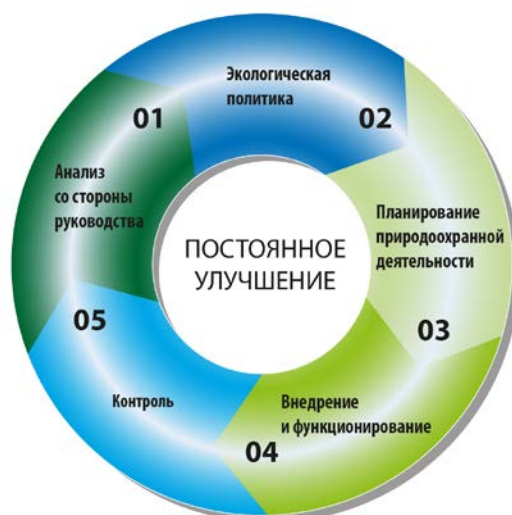 Экологическая
политика
01
02
Анализ
со стороны
руководства
Планирование
природоохранной
деятельности
ПОСТОЯННОЕ
УЛУЧШЕНИЕ
05
03
Контроль
Внедрение
и функционирование
04